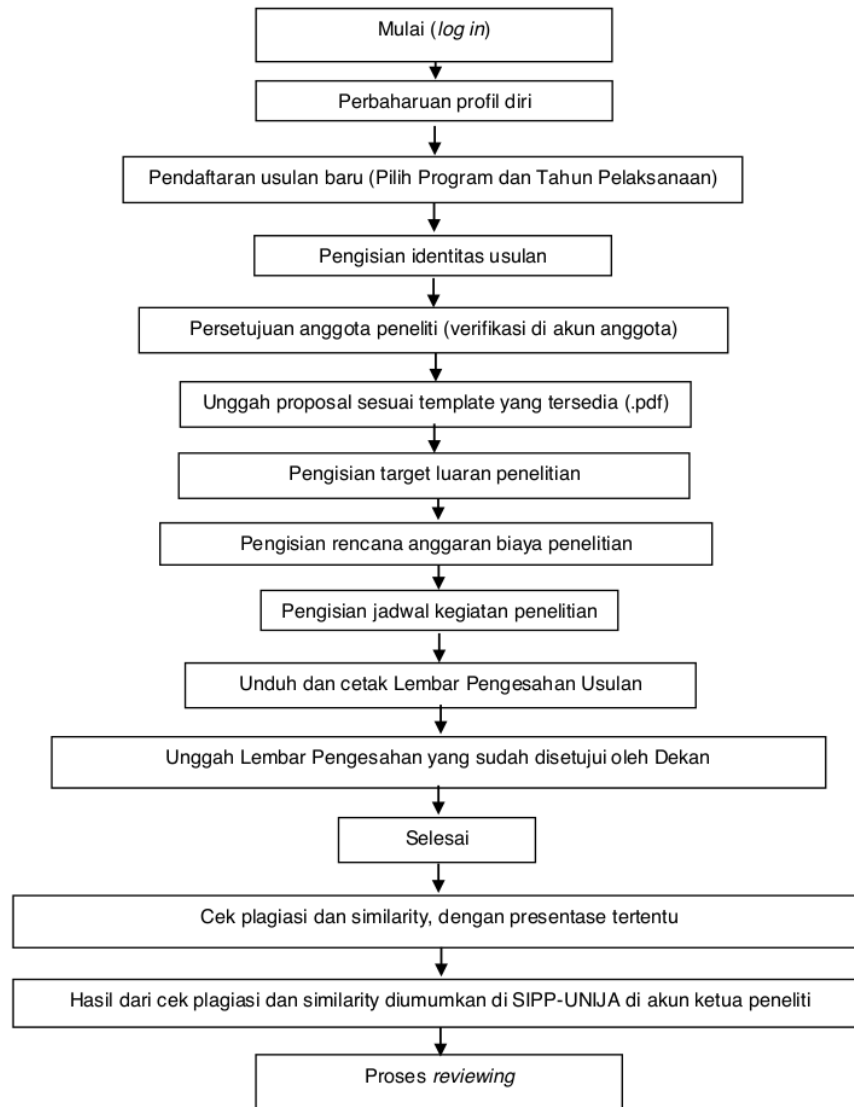 Mulai (log in)
Perbaharuan profil diri
Pendaftaran usulan baru (Pilih Program dan Tahun Pelaksanaan)
Pengisian identitas usulan
Persetujuan anggota peneliti (verifikasi di akun anggota)
Unggah proposal sesuai template yang tersedia (.pdf)
Pengisian target luaran penelitian
Pengisian rencana anggaran biaya penelitian
Pengisian jadwal kegiatan penelitian
Unduh dan cetak Lembar Pengesahan Usulan
Unggah Lembar Pengesahan yang sudah disetujui oleh Dekan
Selesai
Cek plagiasi dan similarity, dengan presentase tertentu
Hasil dari cek plagiasi dan similarity diumumkan di SIPP-UNIJA di akun ketua peneliti
Proses reviewing